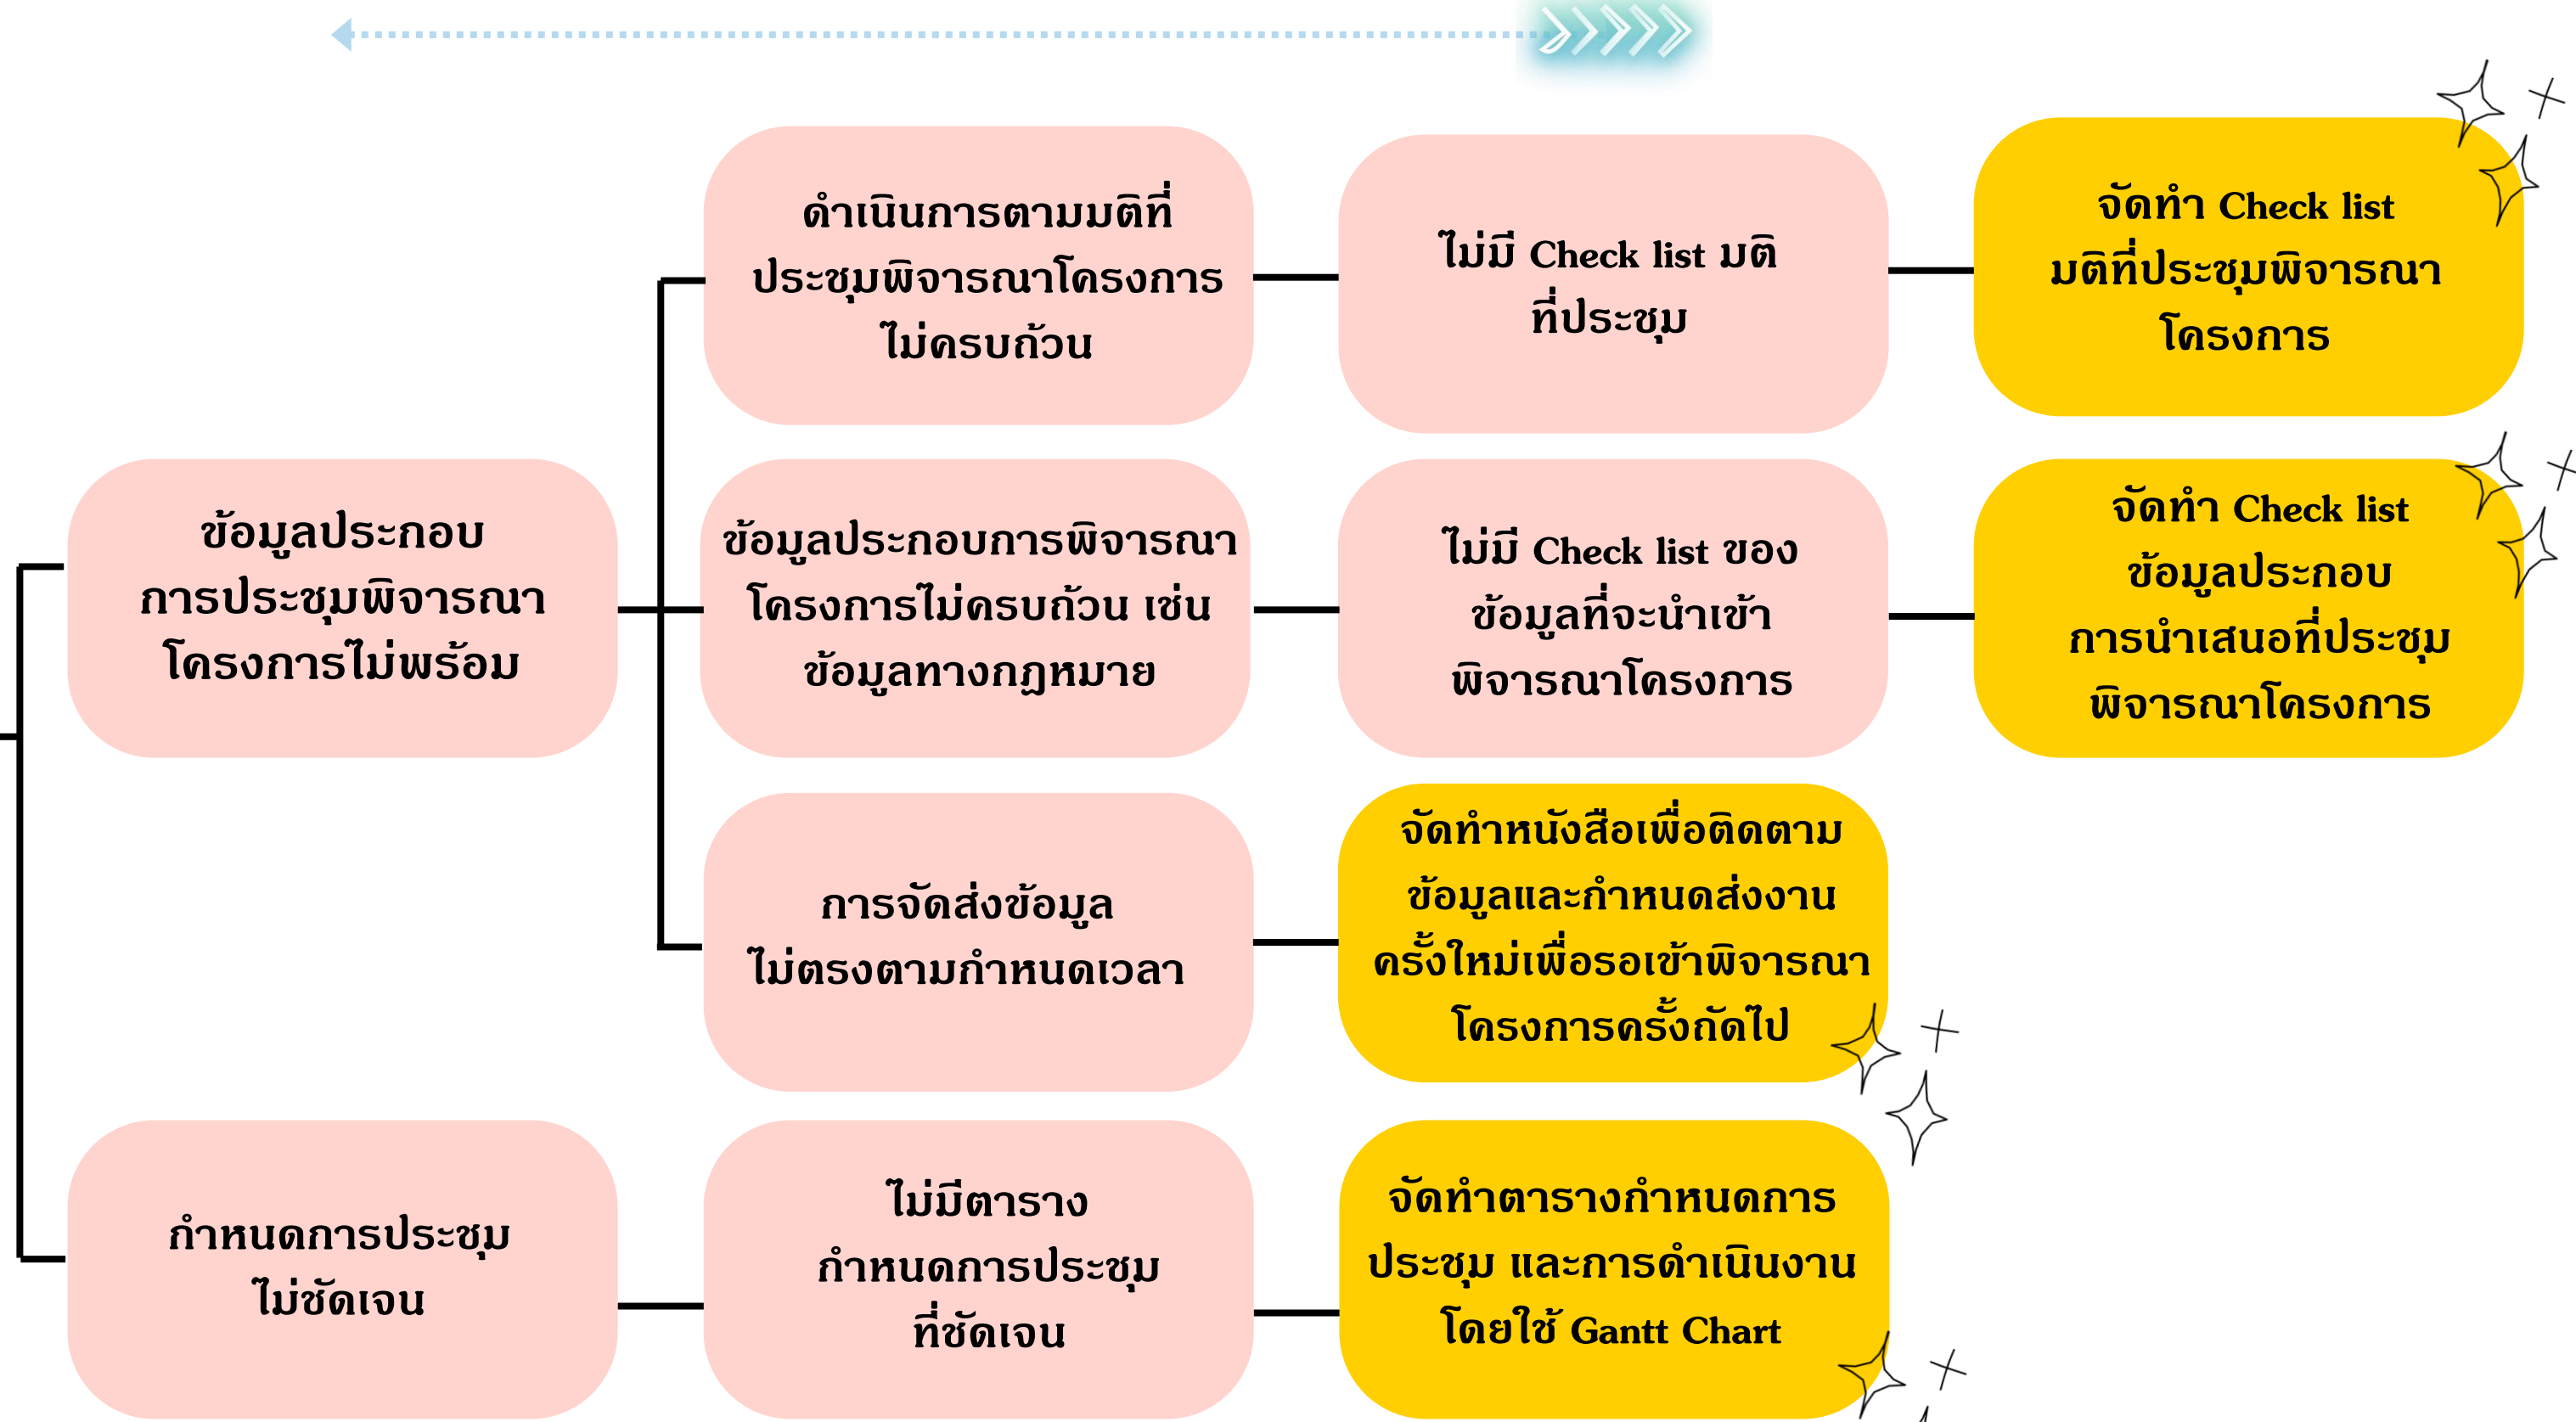 ดำเนินการตามมติที่
ประชุมพิจารณาโครงการ
ไม่ครบถ้วน
ไม่มี Check list มติ
ที่ประชุม
จัดทำ Check list
มติที่ประชุมพิจารณา
โครงการ
ข้อมูลประกอบ
การประชุมพิจารณา
โครงการไม่พร้อม
ข้อมูลประกอบการพิจารณา
โครงการไม่ครบถ้วน เช่น
ข้อมูลทางกฎหมาย
ไม่มี Check list ของ
ข้อมูลที่จะนำเข้า
พิจารณาโครงการ
จัดทำ Check list
ข้อมูลประกอบ
การนำเสนอที่ประชุม
พิจารณาโครงการ
การจัดส่งข้อมูล
ไม่ตรงตามกำหนดเวลา
จัดทำหนังสือเพื่อติดตาม
ข้อมูลและกำหนดส่งงาน
ครั้งใหม่เพื่อรอเข้าพิจารณา
โครงการครั้งถัดไป
กำหนดการประชุม
ไม่ชัดเจน
ไม่มีตาราง
กำหนดการประชุม
ที่ชัดเจน
จัดทำตารางกำหนดการ
ประชุม และการดำเนินงาน
โดยใช้ Gantt Chart